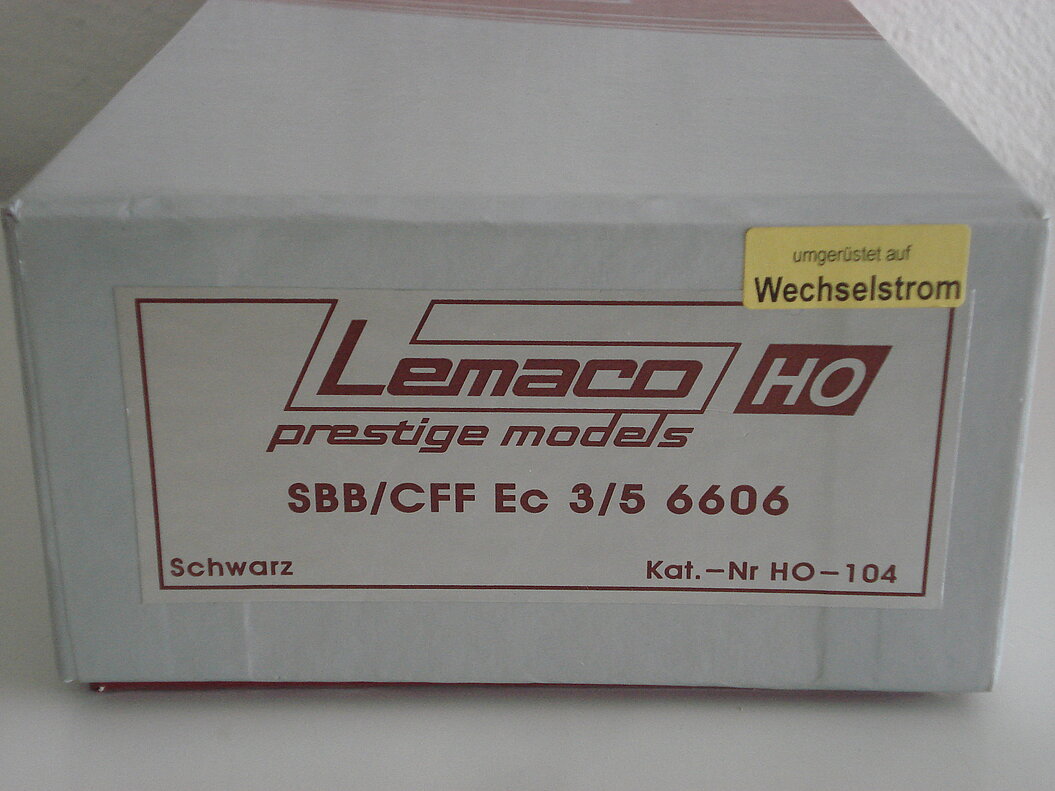 umgerüstet auf
Wechselstrom
Lemaco HO
prestige models
SBB/CFF Ec 3/5 6606
Schwarz
Kat.–Nr HO–104